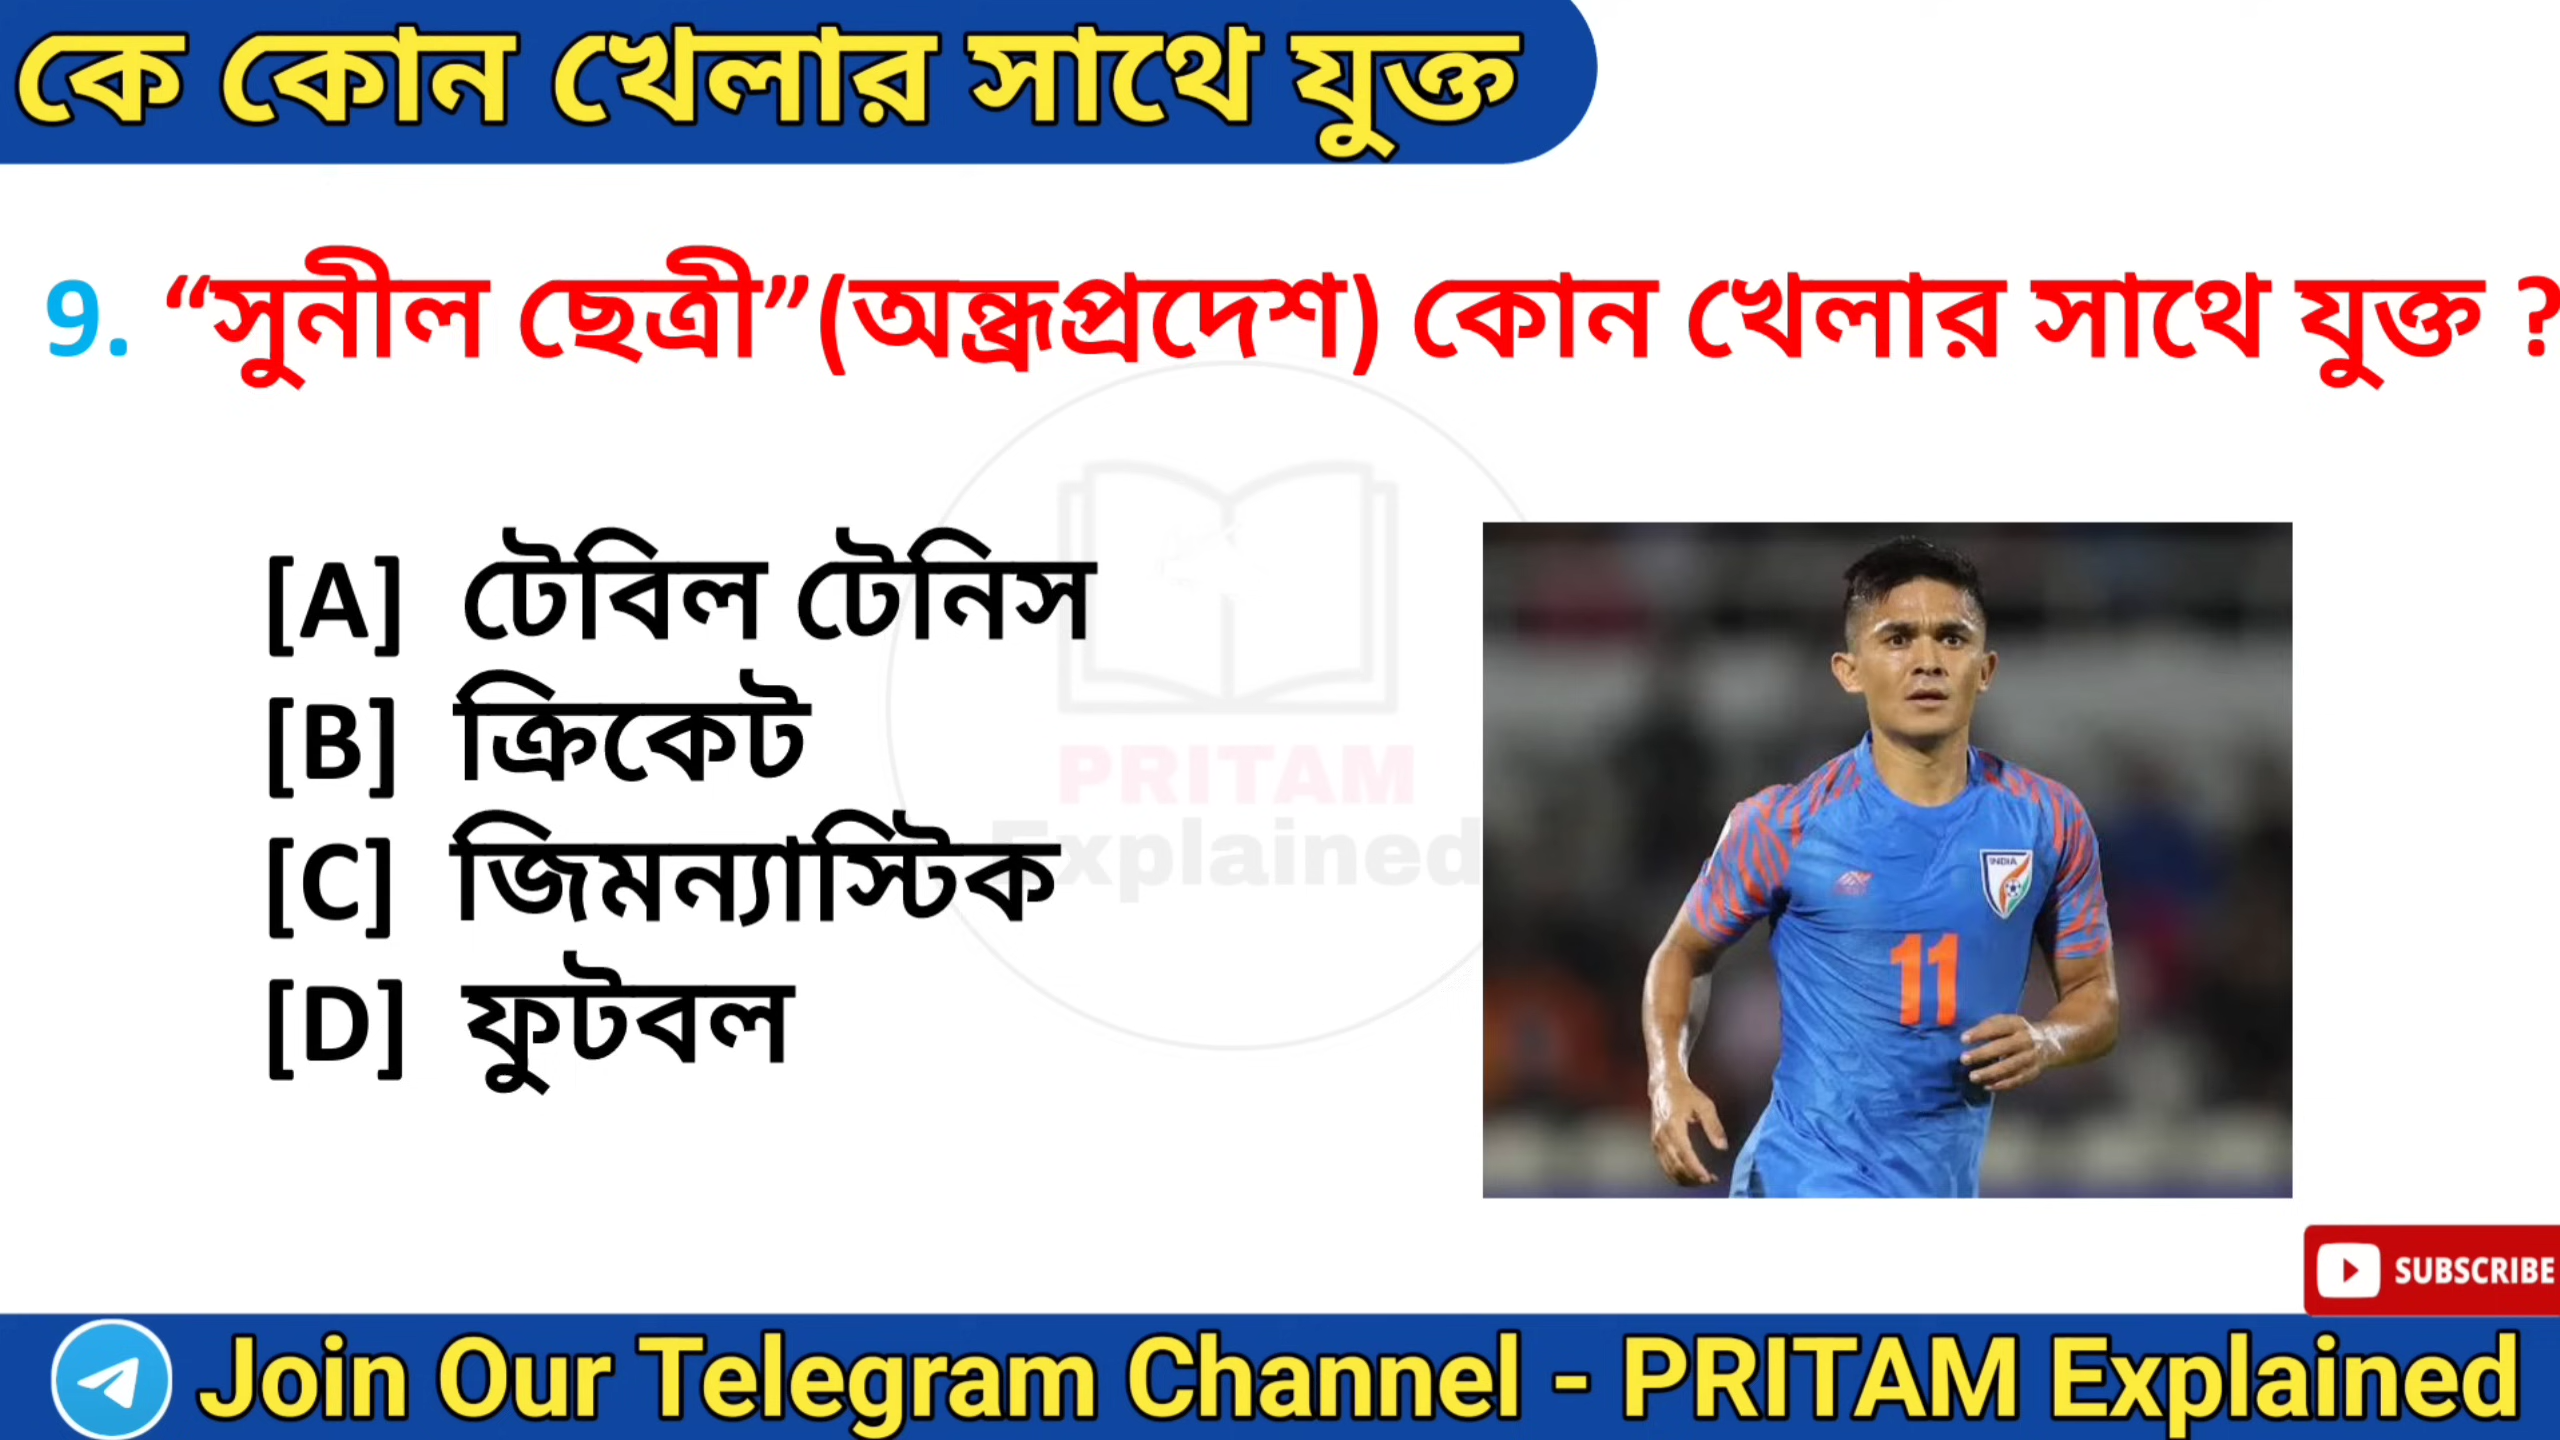 কে কোন খেলার সাথে যুক্ত
9. “সুনীল ছেত্রী”(অন্ধ্রপ্রদেশ) কোন খেলার সাথে যুক্ত ?
[A] টেবিল টেনিস
[B] ক্রিকেট
[C] জিমন্যাস্টিক
[D] ফুটবল
PRITAM
Explained
INDIA
11
SUBSCRIBE
Join Our Telegram Channel - PRITAM Explained